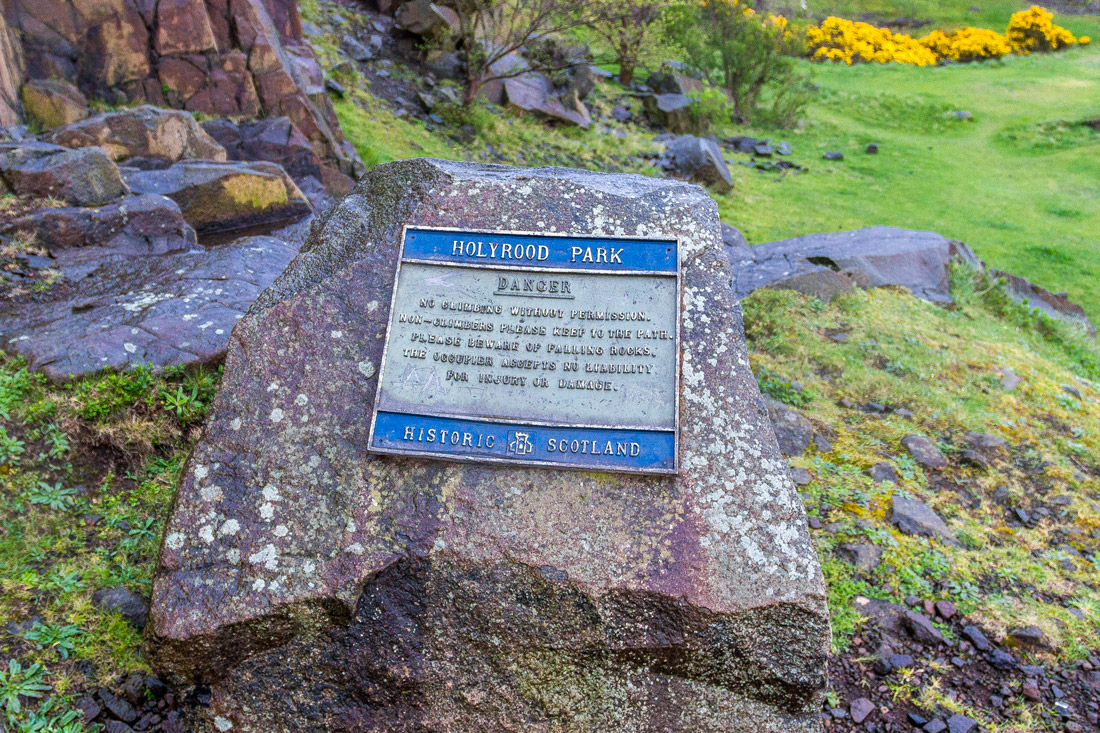 HOLYROOD PARK
DANGER
NO CLIMBING WITHOUT PERMISSION.
NON-CLIMBERS PLEASE KEEP TO THE PATH.
PLEASE BEWARE OF FALLING ROCKS.
THE OCCUPIER ACCEPTS NO LIABILITY
FOR INJURY OR DAMAGE.
HISTORIC SCOTLAND